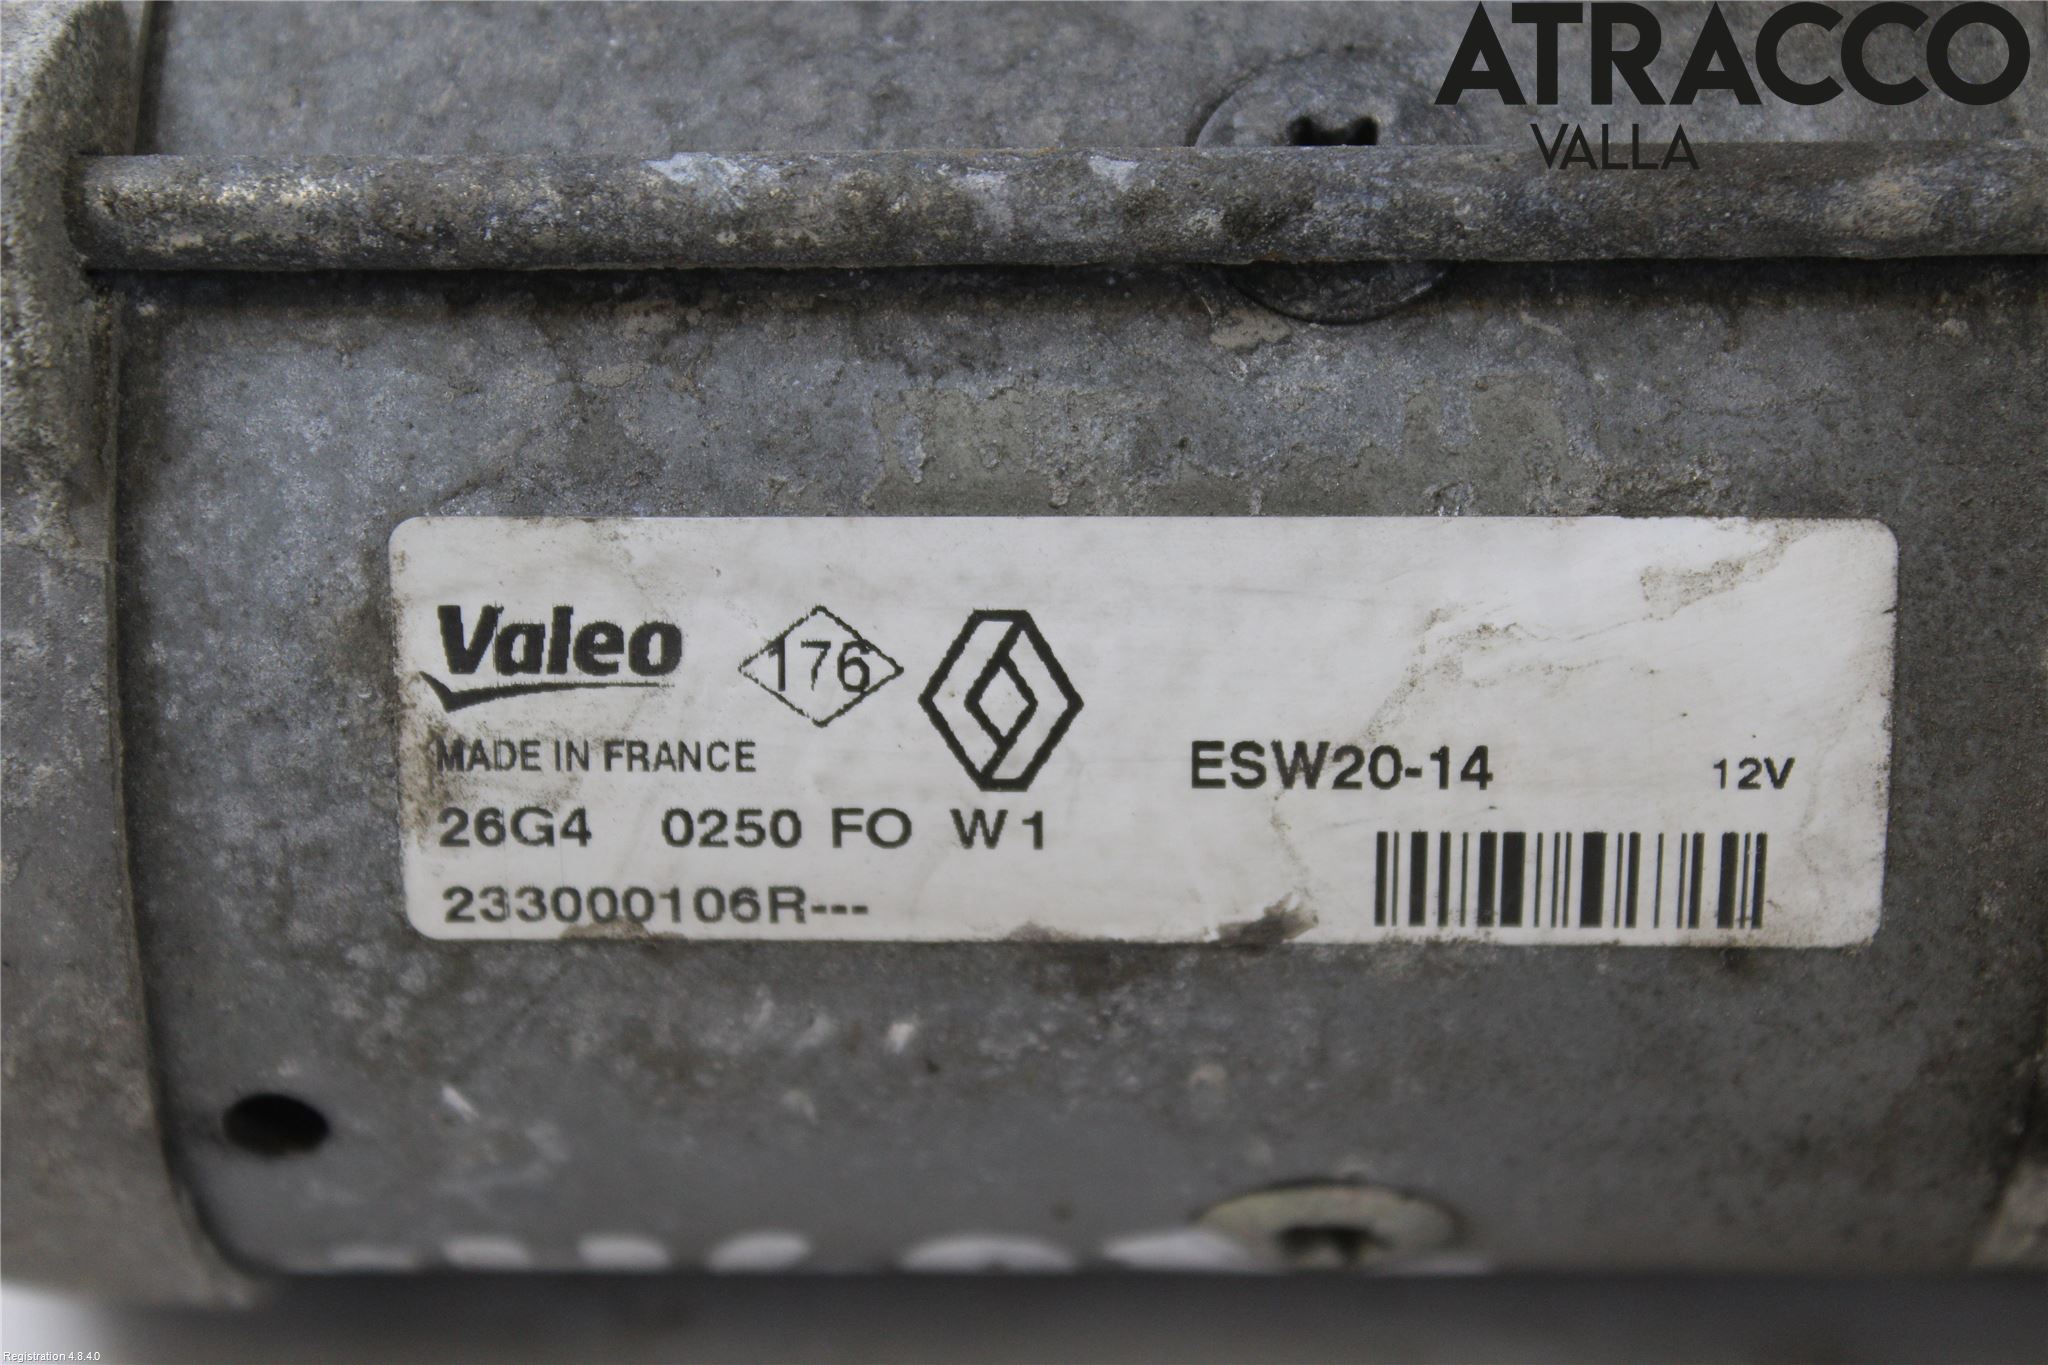 ATRACCO
VALLA
Valeo
176
MADE IN FRANCE
ESW20-14
12V
26G4 0250 FO W1
233000106R---
Registration 4.8.4.0